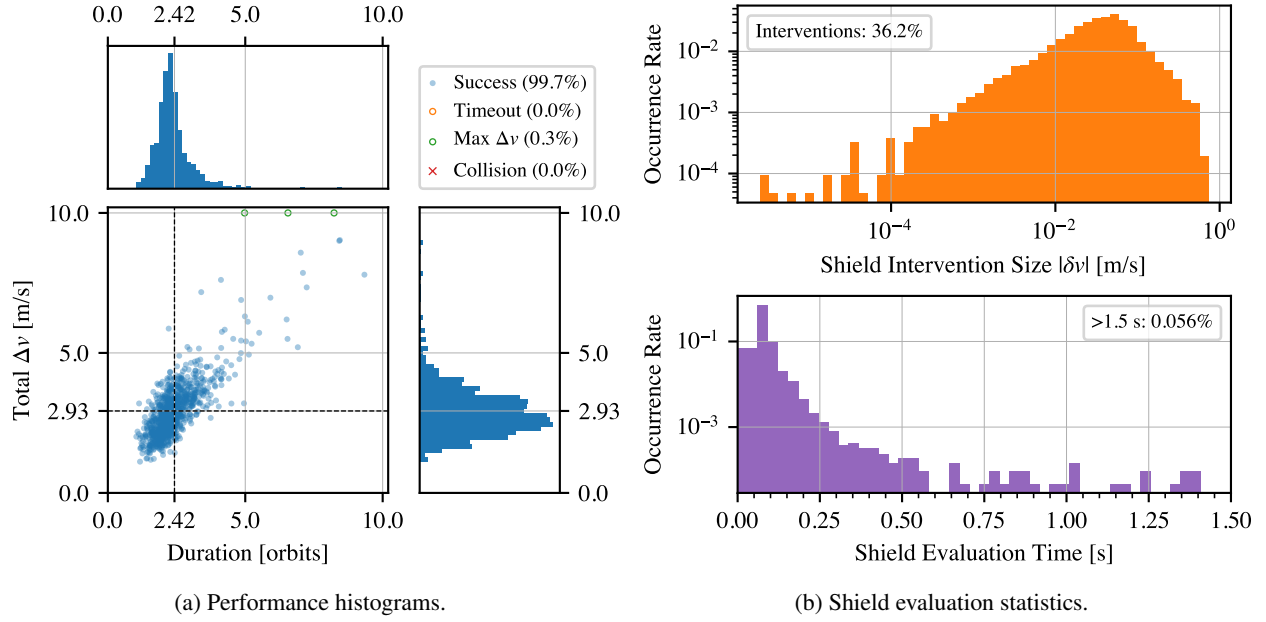 0.0 2.42 5.0 10.0
Success (99.7%)
Timeout (0.0%)
Max Δv (0.3%)
Collision (0.0%)
10.0
5.0
2.93
0.0
Total Δv [m/s]
0.0 2.42 5.0 10.0
Duration [orbits]
10.0
5.0
2.93
0.0
(a) Performance histograms.
Interventions: 36.2%
10⁻²
10⁻³
10⁻⁴
Occurrence Rate
10⁻⁴ 10⁻² 10⁰
Shield Intervention Size |δv| [m/s]
>1.5 s: 0.056%
10⁻¹
10⁻³
Occurrence Rate
0.00 0.25 0.50 0.75 1.00 1.25 1.50
Shield Evaluation Time [s]
(b) Shield evaluation statistics.